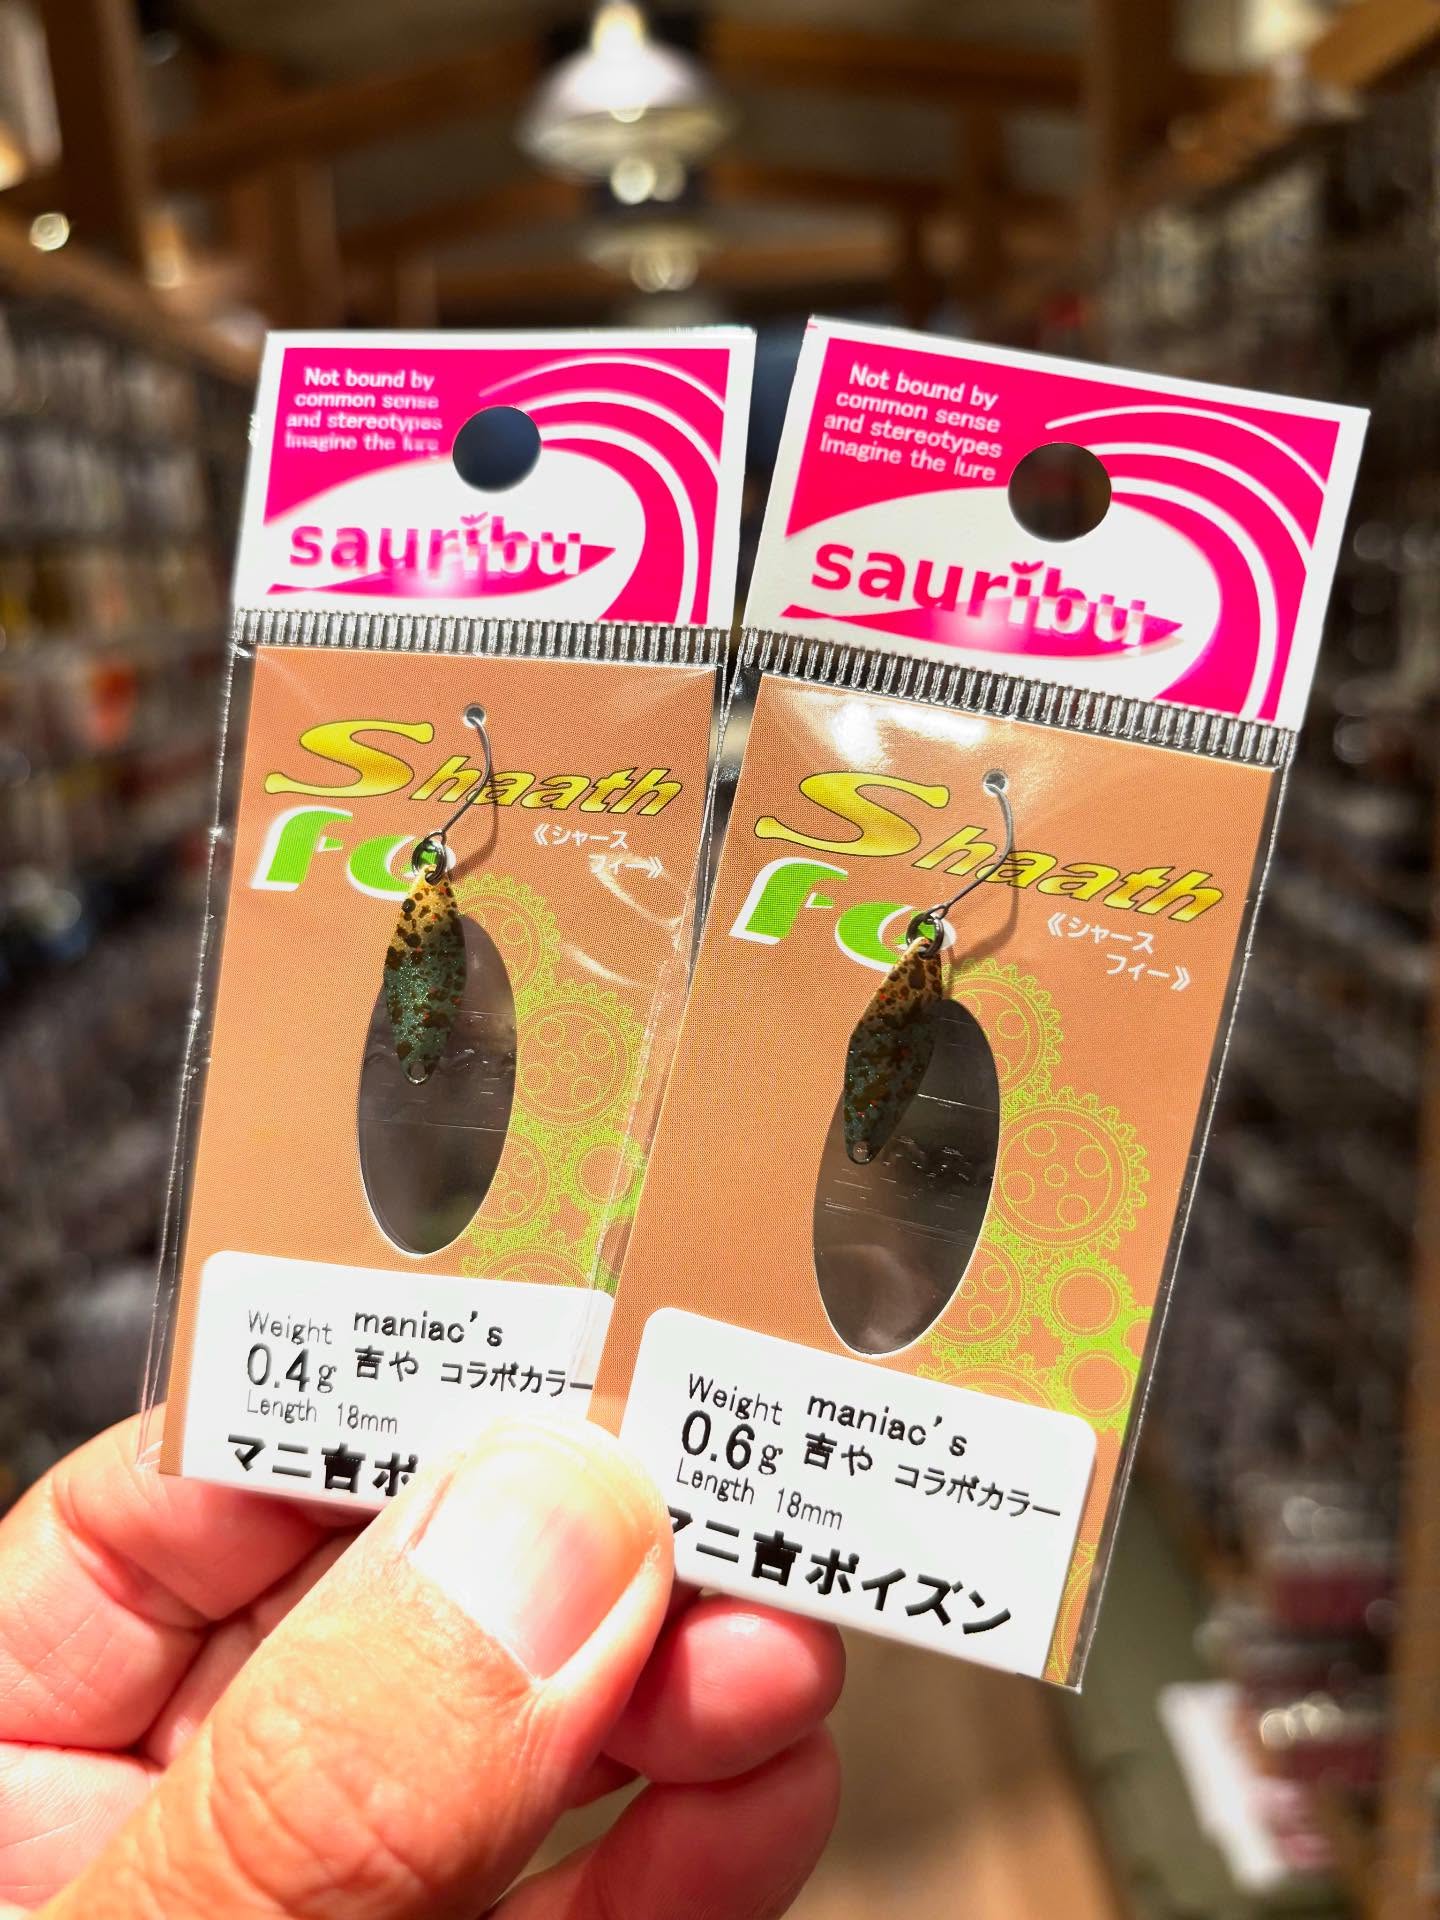 Not bound by
common sense
and stereotypes
Imagine the lure
sauribu
Shaath
《シャース
フィー》
Weight
0.4g
Length 18mm
maniac's
吉や コラボカラー
マニ吉ポ
Not bound by
common sense
and stereotypes
Imagine the lure
sauribu
Shaath
《シャース
フィー》
Weight
0.6g
Length 18mm
maniac's
吉や コラボカラー
マニ吉ポイズン